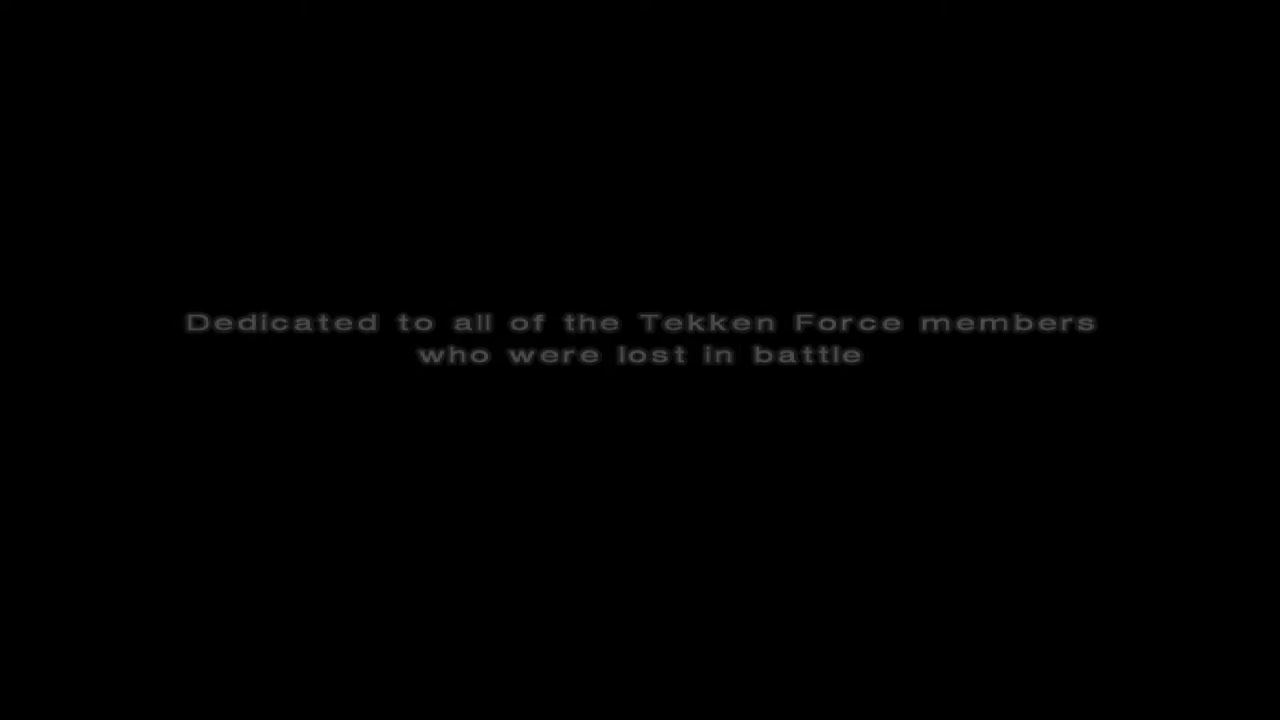 Dedicated to all of the Tekken Force members
who were lost in battle